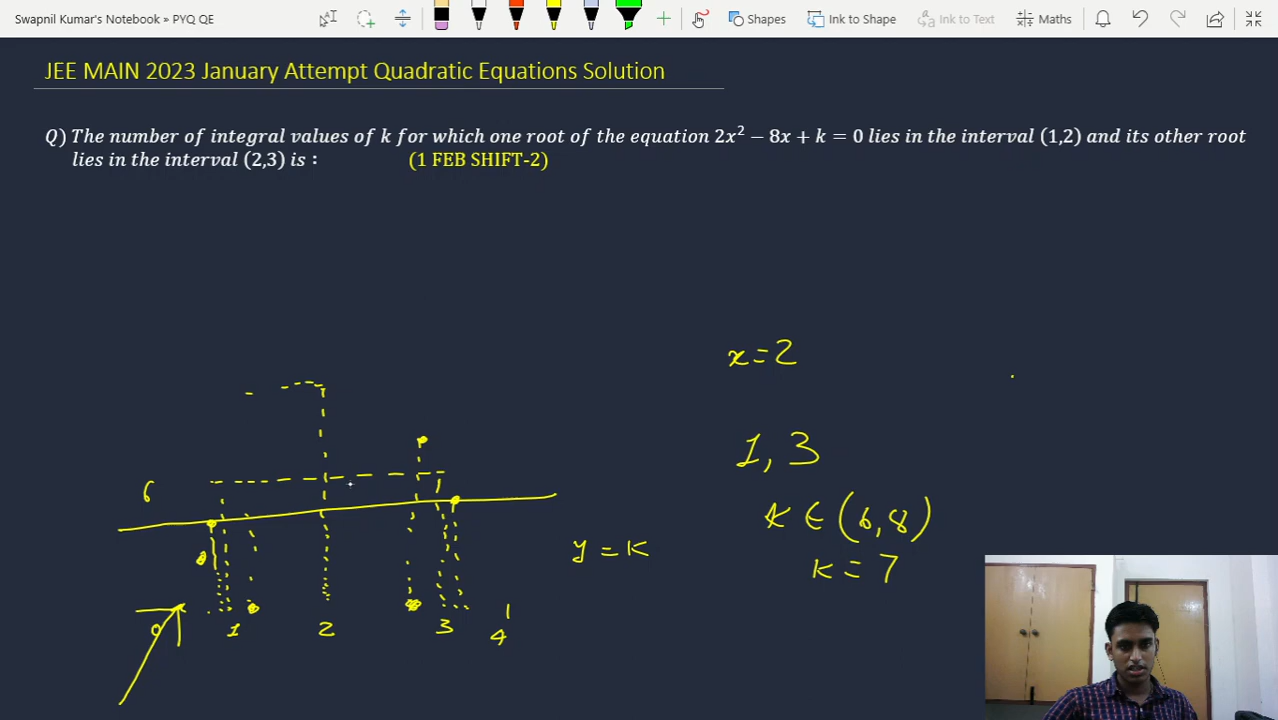 Swapnil Kumar's Notebook » PYQ QE
Shapes
Ink to Shape
Ink to Text
Maths
JEE MAIN 2023 January Attempt Quadratic Equations Solution
Q) The number of integral values of k for which one root of the equation 2x² − 8x + k = 0 lies in the interval (1,2) and its other root
lies in the interval (2,3) is : (1 FEB SHIFT-2)
x = 2
1, 3
6
K ∈ (6,8)
y = K
K = 7
0 1 2 3 4